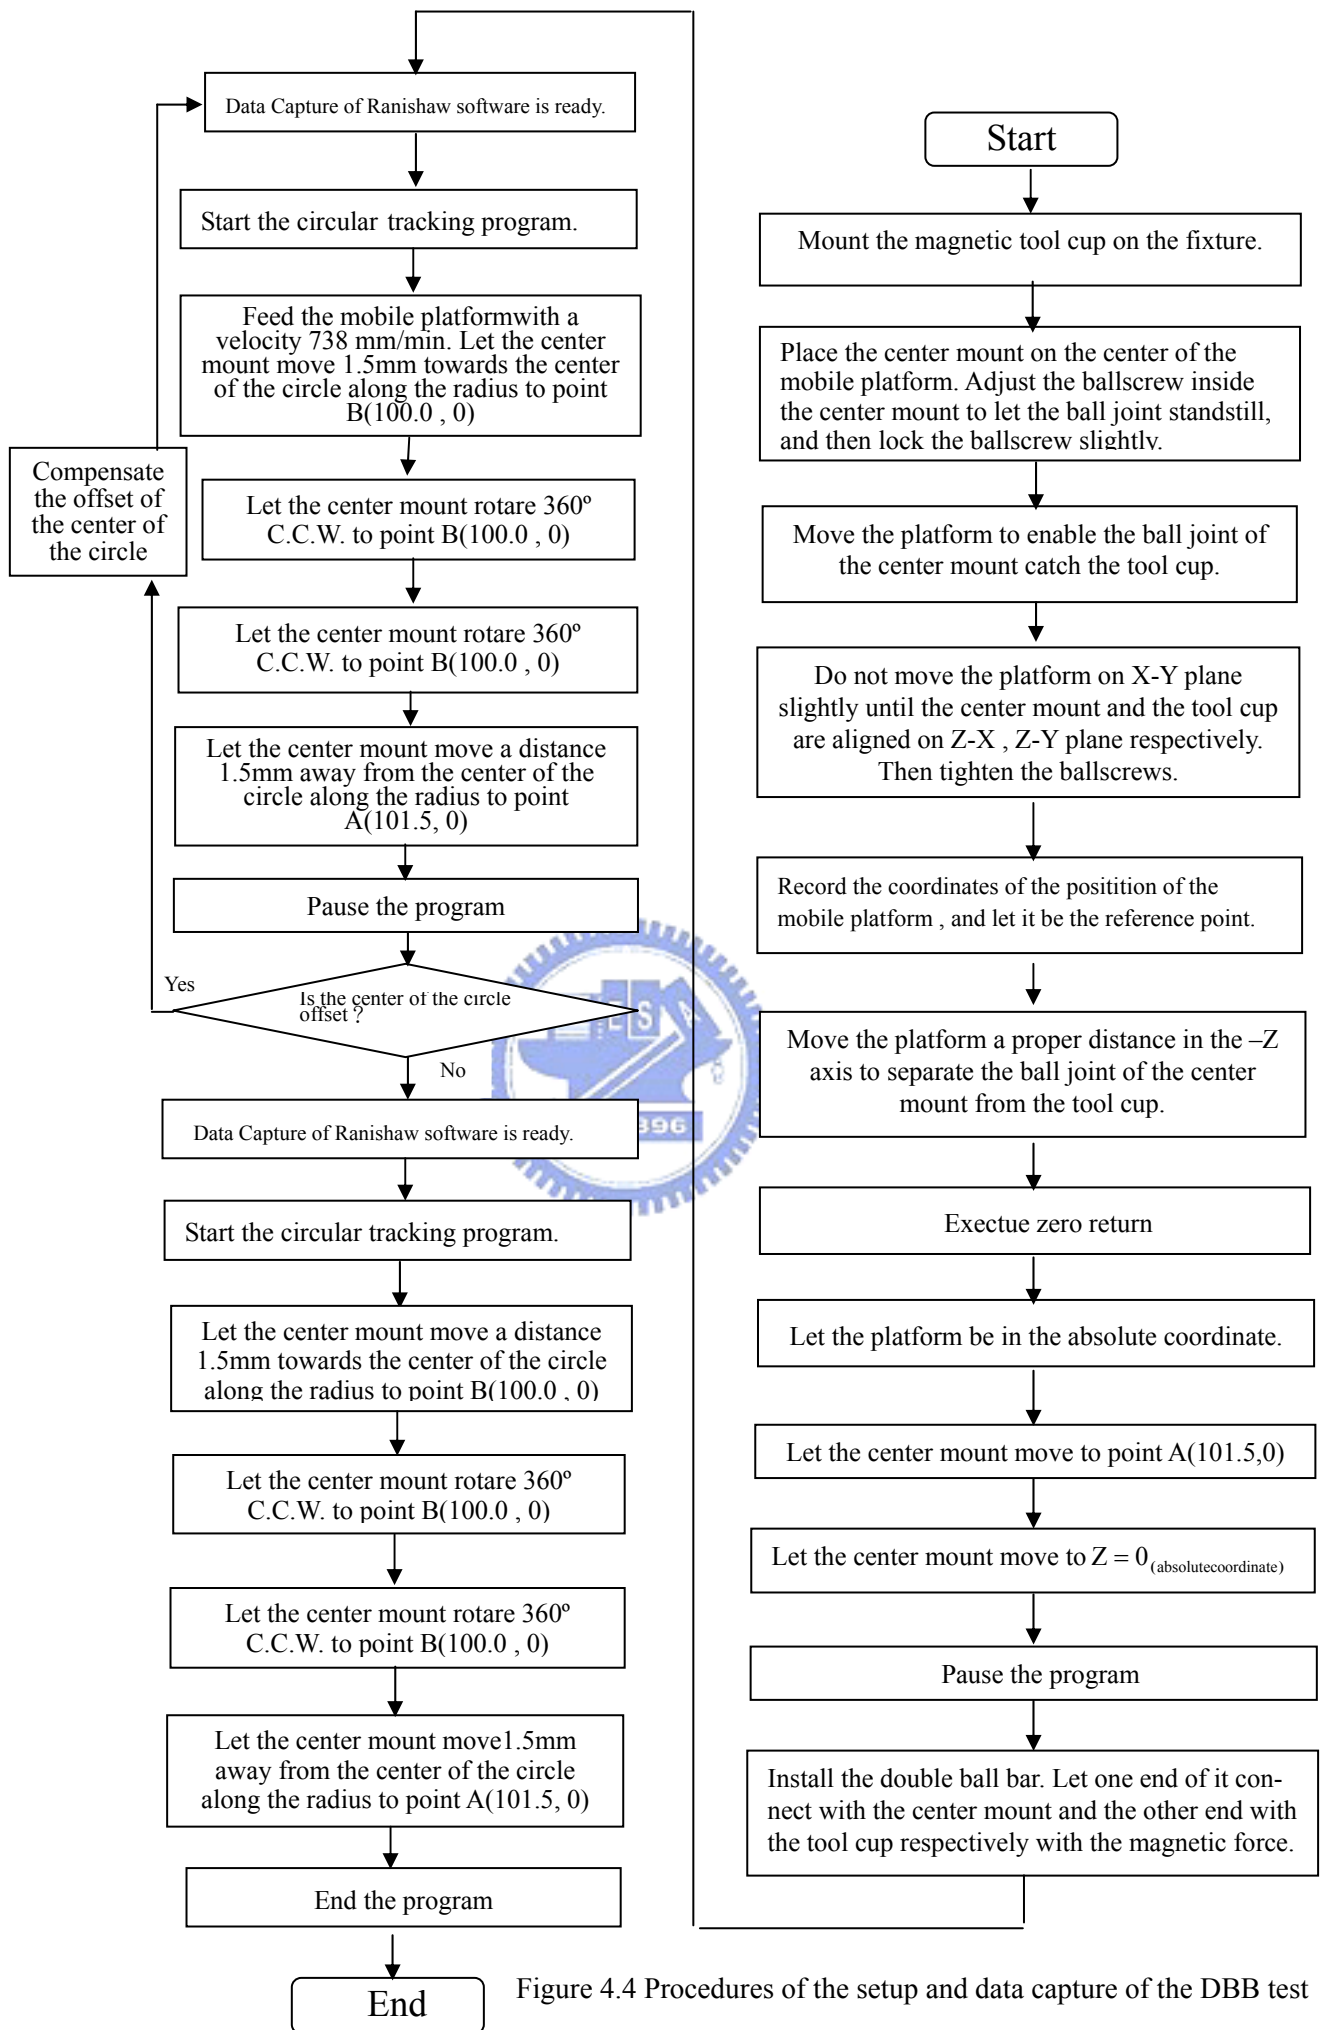 Start
Mount the magnetic tool cup on the fixture.
Place the center mount on the center of the
mobile platform. Adjust the ballscrew inside
the center mount to let the ball joint standstill,
and then lock the ballscrew slightly.
Move the platform to enable the ball joint of
the center mount catch the tool cup.
Do not move the platform on X-Y plane
slightly until the center mount and the tool cup
are aligned on Z-X , Z-Y plane respectively.
Then tighten the ballscrews.
Record the coordinates of the positition of the
mobile platform , and let it be the reference point.
Move the platform a proper distance in the –Z
axis to separate the ball joint of the center
mount from the tool cup.
Exectue zero return
Let the platform be in the absolute coordinate.
Let the center mount move to point A(101.5,0)
Let the center mount move to Z = 0(absolutecoordinate)
Pause the program
Install the double ball bar. Let one end of it con-
nect with the center mount and the other end with
the tool cup respectively with the magnetic force.
Data Capture of Ranishaw software is ready.
Start the circular tracking program.
Feed the mobile platformwith a
velocity 738 mm/min. Let the center
mount move 1.5mm towards the center
of the circle along the radius to point
B(100.0 , 0)
Let the center mount rotare 360º
C.C.W. to point B(100.0 , 0)
Let the center mount rotare 360º
C.C.W. to point B(100.0 , 0)
Let the center mount move a distance
1.5mm away from the center of the
circle along the radius to point
A(101.5, 0)
Pause the program
Is the center of the circle
offset ?
Yes
Compensate
the offset of
the center of
the circle
No
Data Capture of Ranishaw software is ready.
Start the circular tracking program.
Let the center mount move a distance
1.5mm towards the center of the circle
along the radius to point B(100.0 , 0)
Let the center mount rotare 360º
C.C.W. to point B(100.0 , 0)
Let the center mount rotare 360º
C.C.W. to point B(100.0 , 0)
Let the center mount move1.5mm
away from the center of the circle
along the radius to point A(101.5, 0)
End the program
End
Figure 4.4 Procedures of the setup and data capture of the DBB test